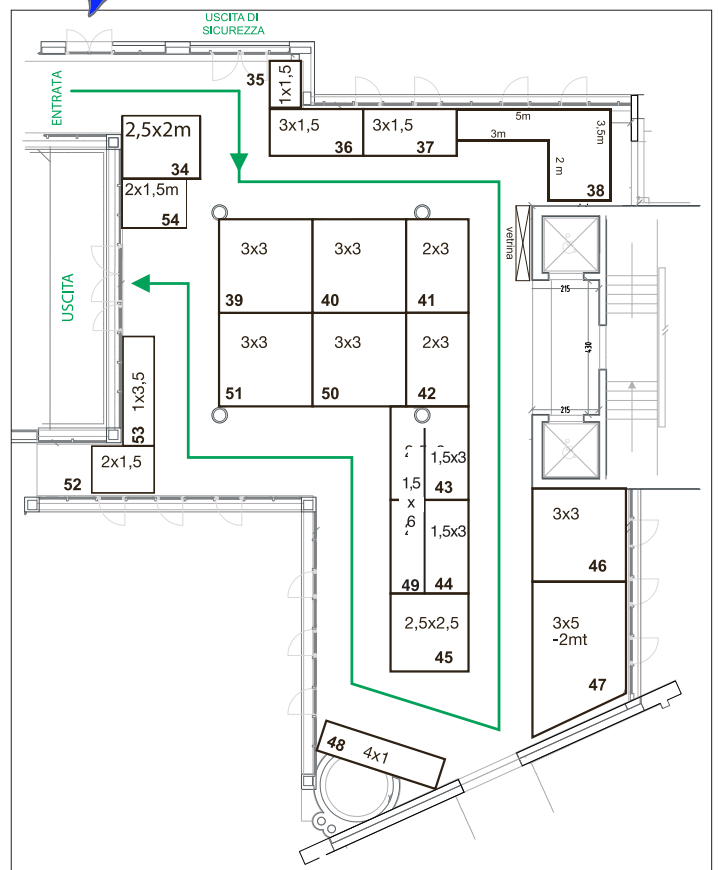 USCITA DI
SICUREZZA
ENTRATA
35
1x1,5
3x1,5
36
3x1,5
37
5m
3m
3,5m
2 m
38
2,5x2m
34
2x1,5m
54
vetrina
215
430
215
USCITA
3x3
39
3x3
40
2x3
41
3x3
51
3x3
50
2x3
42
1x3,5
53
2x1,5
52
1,5x3
43
1,5
x
6
49
1,5x3
44
2,5x2,5
45
3x3
46
3x5
-2mt
47
48
4x1